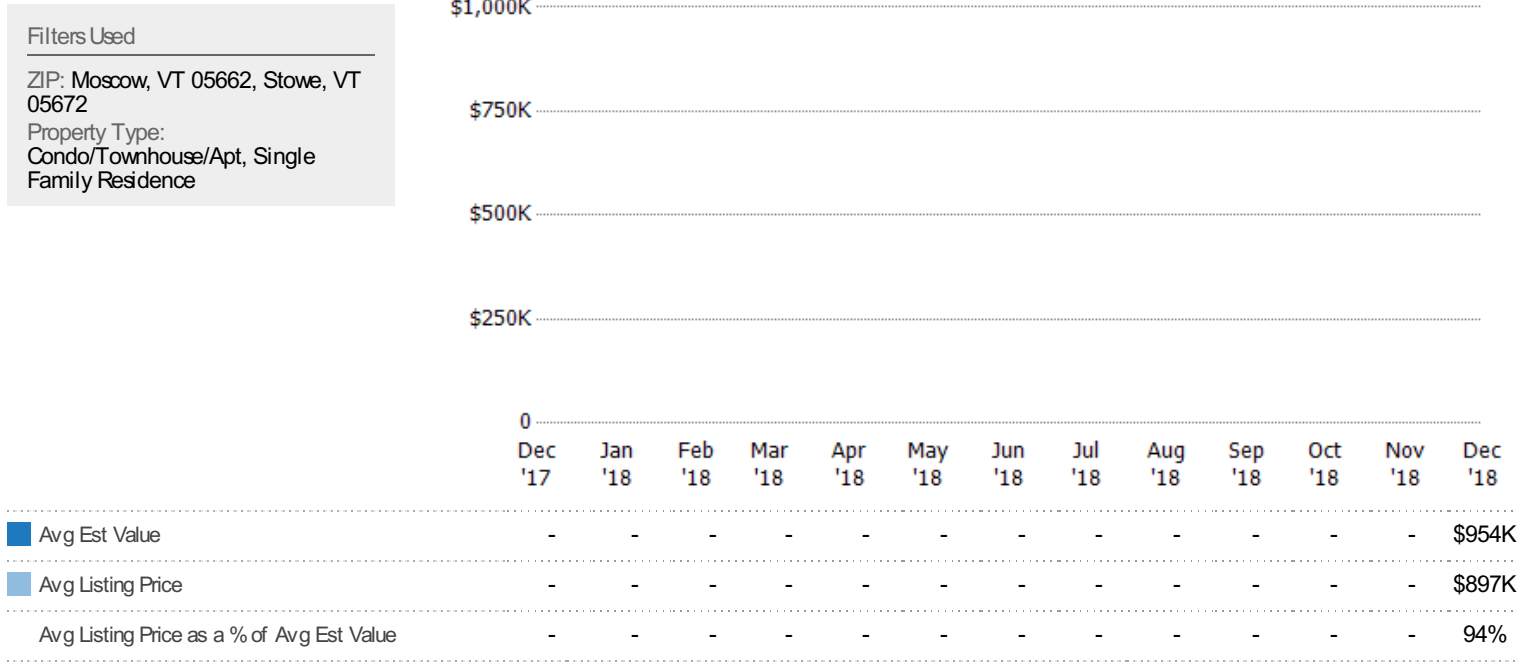 Filters Used
ZIP: Moscow, VT 05662, Stowe, VT
05672
Property Type:
Condo/Townhouse/Apt, Single
Family Residence
$1,000K
$750K
$500K
$250K
0
Dec Jan Feb Mar Apr May Jun Jul Aug Sep Oct Nov Dec
'17 '18 '18 '18 '18 '18 '18 '18 '18 '18 '18 '18 '18
Avg Est Value - - - - - - - - - - - - $954K
Avg Listing Price - - - - - - - - - - - - $897K
Avg Listing Price as a % of Avg Est Value - - - - - - - - - - - - 94%